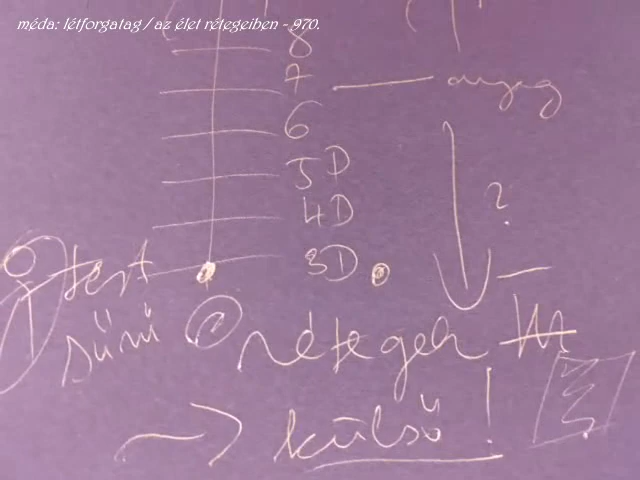 méda: létforgatag / az élet rétegeiben - 970.
8
7 — anyag
6
5D
4D ?
test 3D
sűrű rétegek
→ külső!